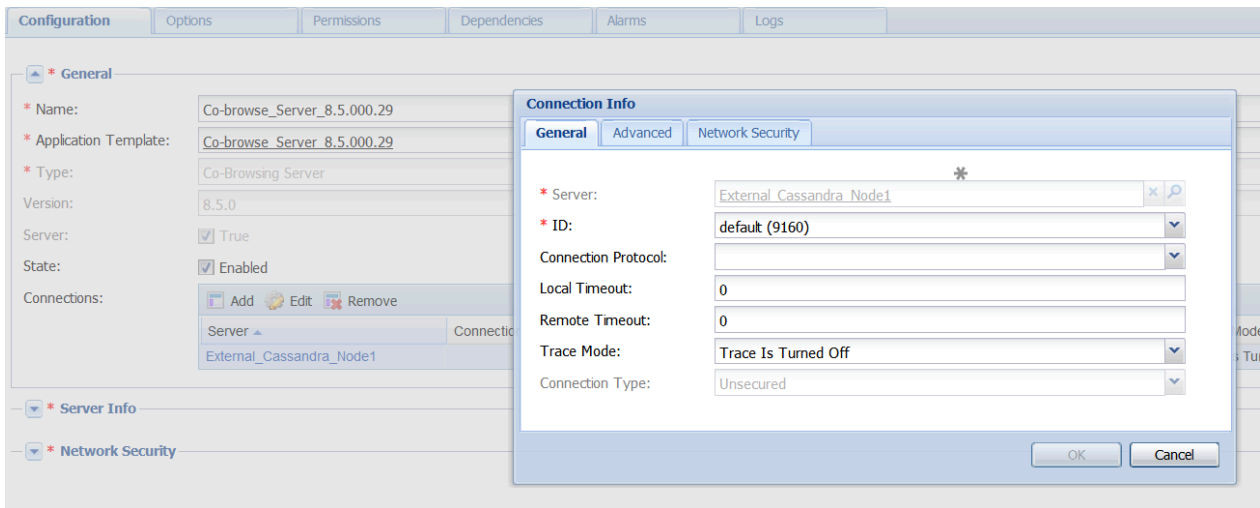 Configuration Options Permissions Dependencies Alarms Logs
* General
* Name: Co-browse_Server_8.5.000.29
* Application Template: Co-browse_Server_8.5.000.29
* Type: Co-Browsing Server
Version: 8.5.0
Server: True
State: Enabled
Connections: Add Edit Remove
Server Connectio
External_Cassandra_Node1
* Server Info
* Network Security
Connection Info
General Advanced Network Security
*
* Server: External_Cassandra_Node1
* ID: default (9160)
Connection Protocol:
Local Timeout: 0
Remote Timeout: 0
Trace Mode: Trace Is Turned Off
Connection Type: Unsecured
OK Cancel